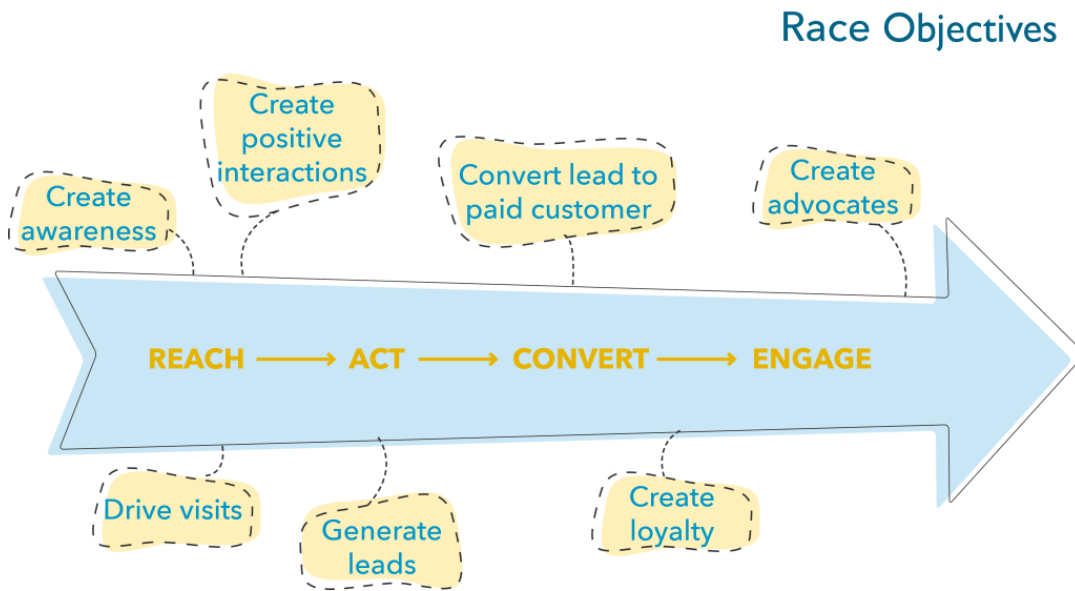 Race Objectives
Create
positive
interactions
Create
awareness
Convert lead to
paid customer
Create
advocates
REACH
ACT
CONVERT
ENGAGE
Drive visits
Generate
leads
Create
loyalty